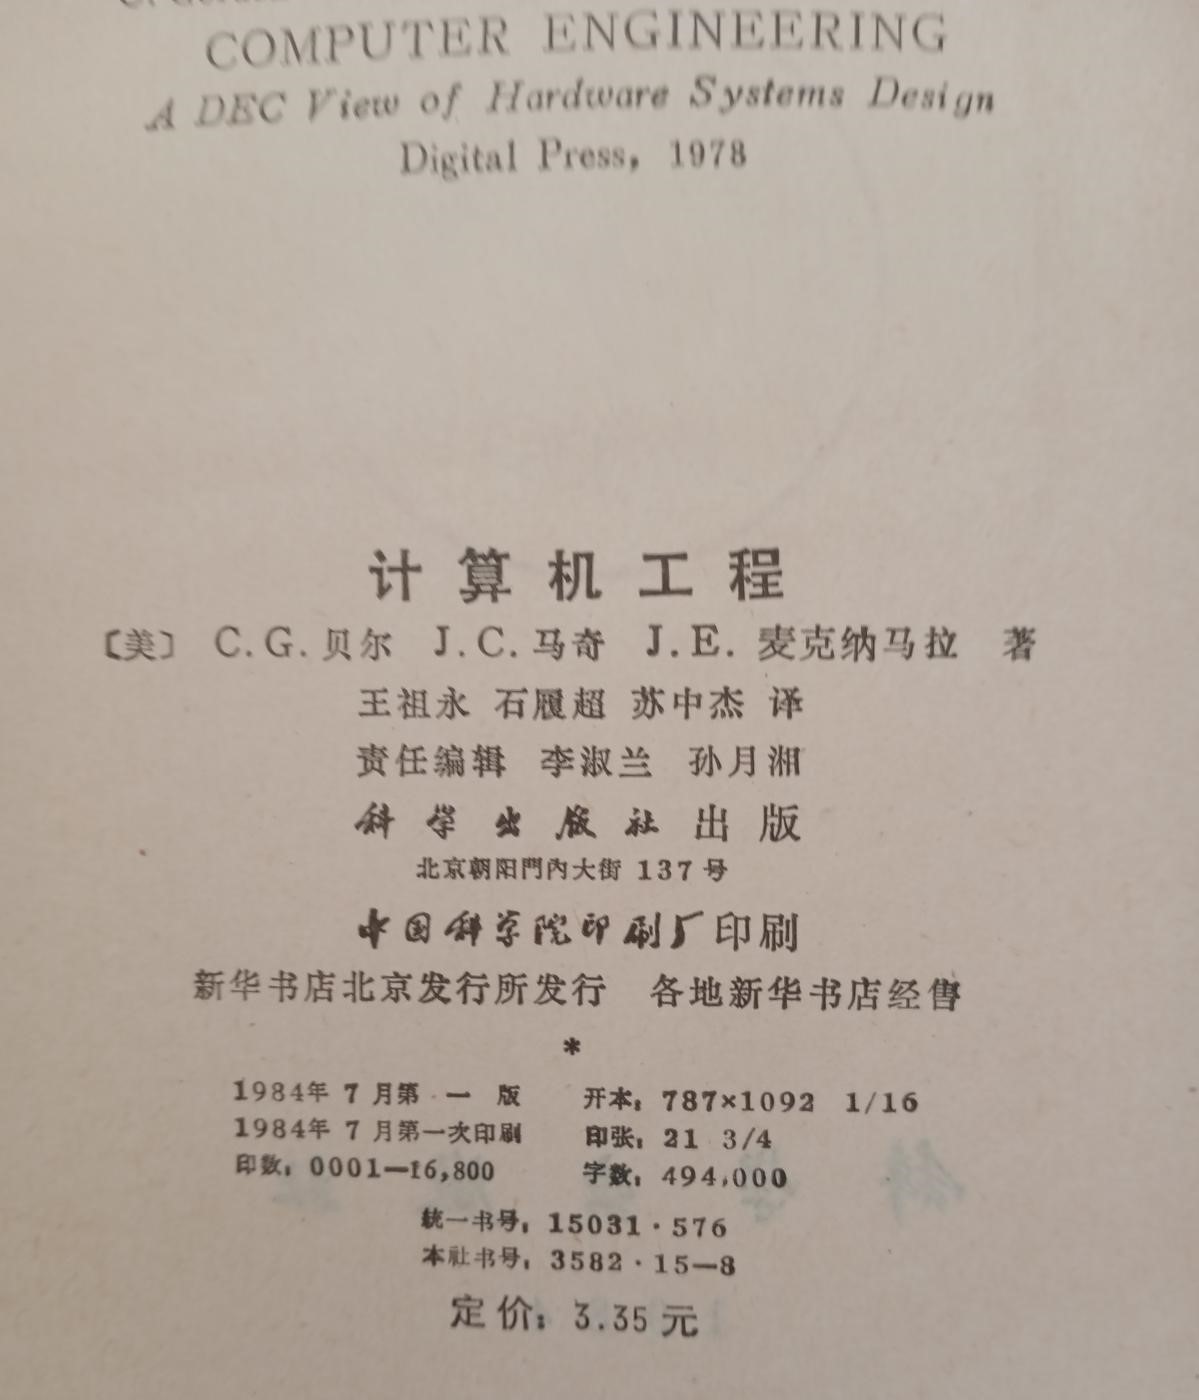 COMPUTER ENGINEERING
A DEC View of Hardware Systems Design
Digital Press, 1978
计算机工程
〔美〕 C.G.贝尔 J.C.马奇 J.E.麦克纳马拉 著
王祖永 石履超 苏中杰 译
责任编辑 李淑兰 孙月湘
科学出版社 出版
北京朝阳門內大街 137 号
中国科学院印刷厂印刷
新华书店北京发行所发行 各地新华书店经售
*
1984年 7 月第 一 版 开本：787×1092 1/16
1984年 7 月第一次印刷 印张：21 3/4
印数：0001—16,800 字数：494,000
統一书号：15031·576
本社书号：3582·15—8
定价：3.35 元